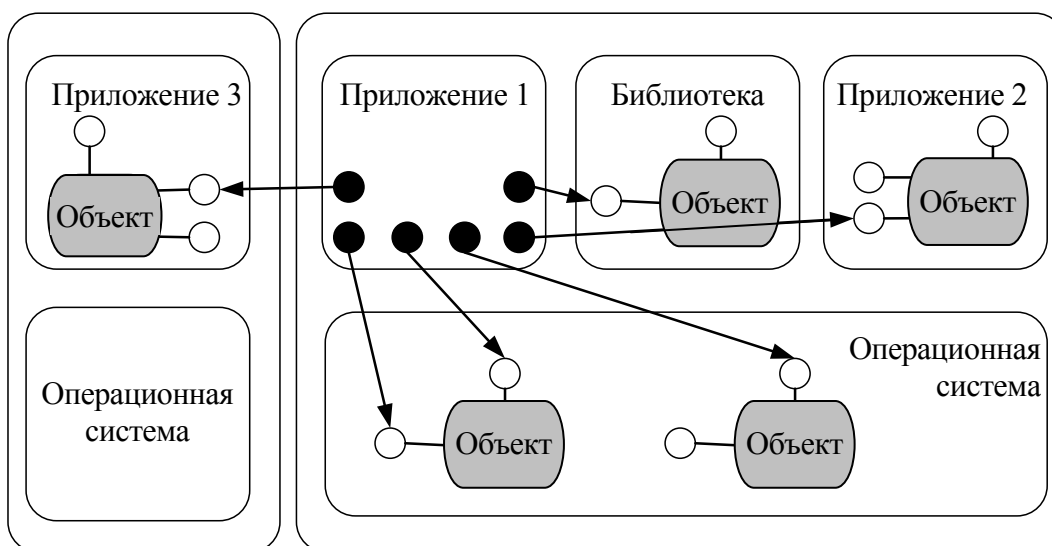 Приложение 3
Объект
Операционная
система
Приложение 1
Библиотека
Объект
Приложение 2
Объект
Операционная
система
Объект
Объект